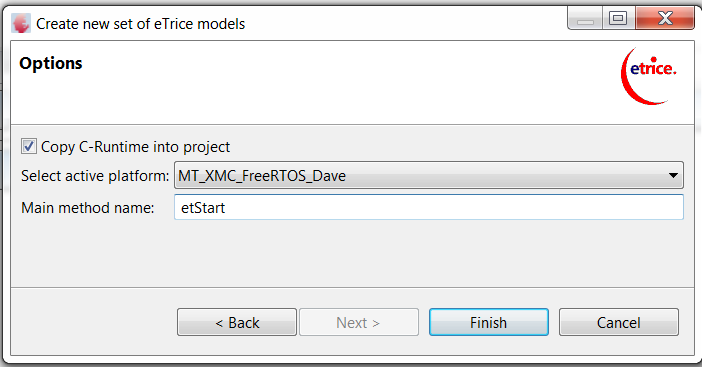 Create new set of eTrice models
Options
etrice.
Copy C-Runtime into project
Select active platform: MT_XMC_FreeRTOS_Dave
Main method name: etStart
< Back Next > Finish Cancel